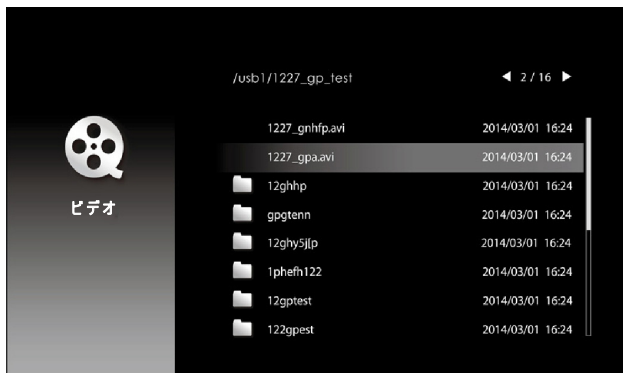 /usb1/1227_gp_test ◀ 2 / 16 ▶
ビデオ
1227_gnhfp.avi 2014/03/01 16:24
1227_gpa.avi 2014/03/01 16:24
12ghhp 2014/03/01 16:24
gpgtenn 2014/03/01 16:24
12ghy5j[p 2014/03/01 16:24
1phefh122 2014/03/01 16:24
12gptest 2014/03/01 16:24
122gpest 2014/03/01 16:24